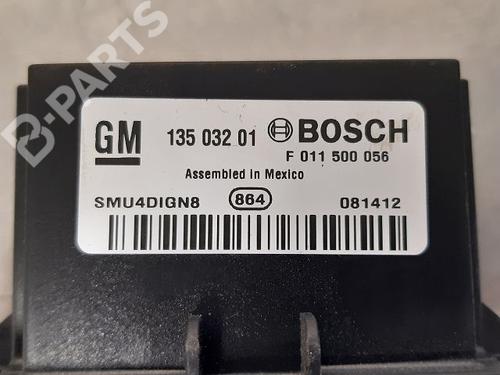 B-PARTS
GM 135 032 01 BOSCH
F 011 500 056
Assembled in Mexico
SMU4DIGN8 864 081412